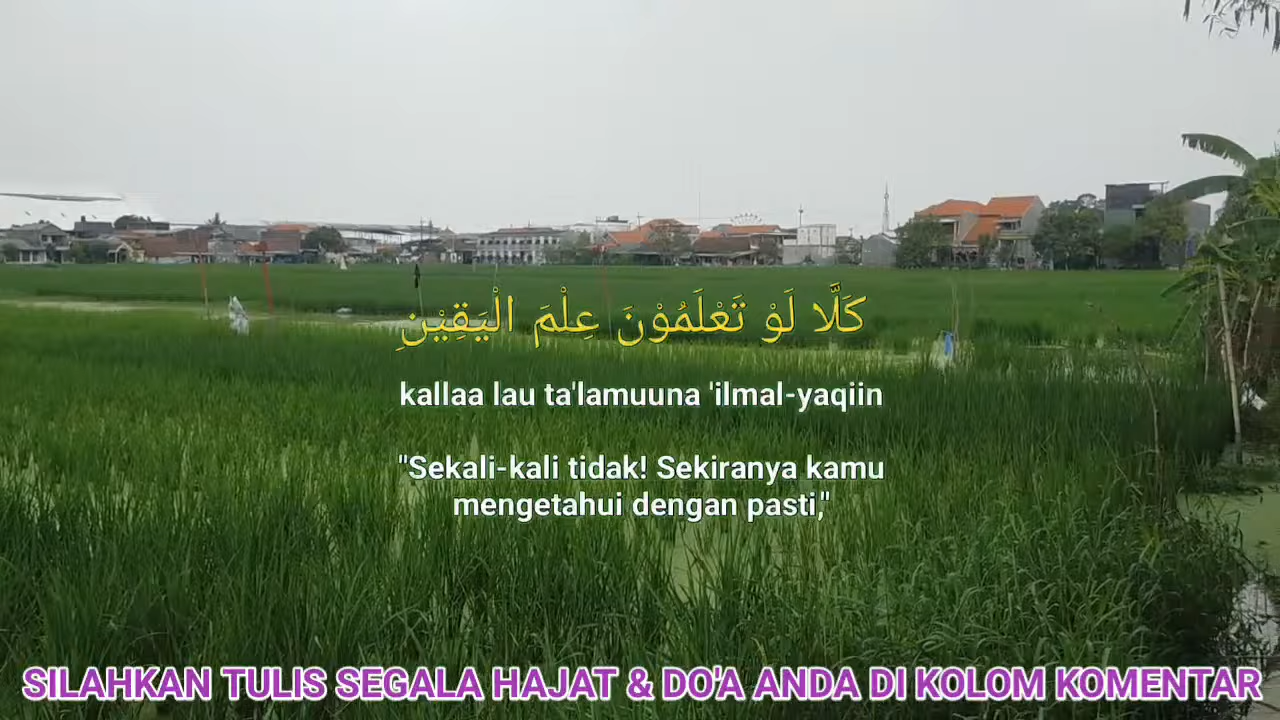 كَلَّا لَوْ تَعْلَمُوْنَ عِلْمَ الْيَقِيْنِ
kallaa lau ta'lamuuna 'ilmal-yaqiin
"Sekali-kali tidak! Sekiranya kamu
mengetahui dengan pasti,"
SILAHKAN TULIS SEGALA HAJAT & DO'A ANDA DI KOLOM KOMENTAR